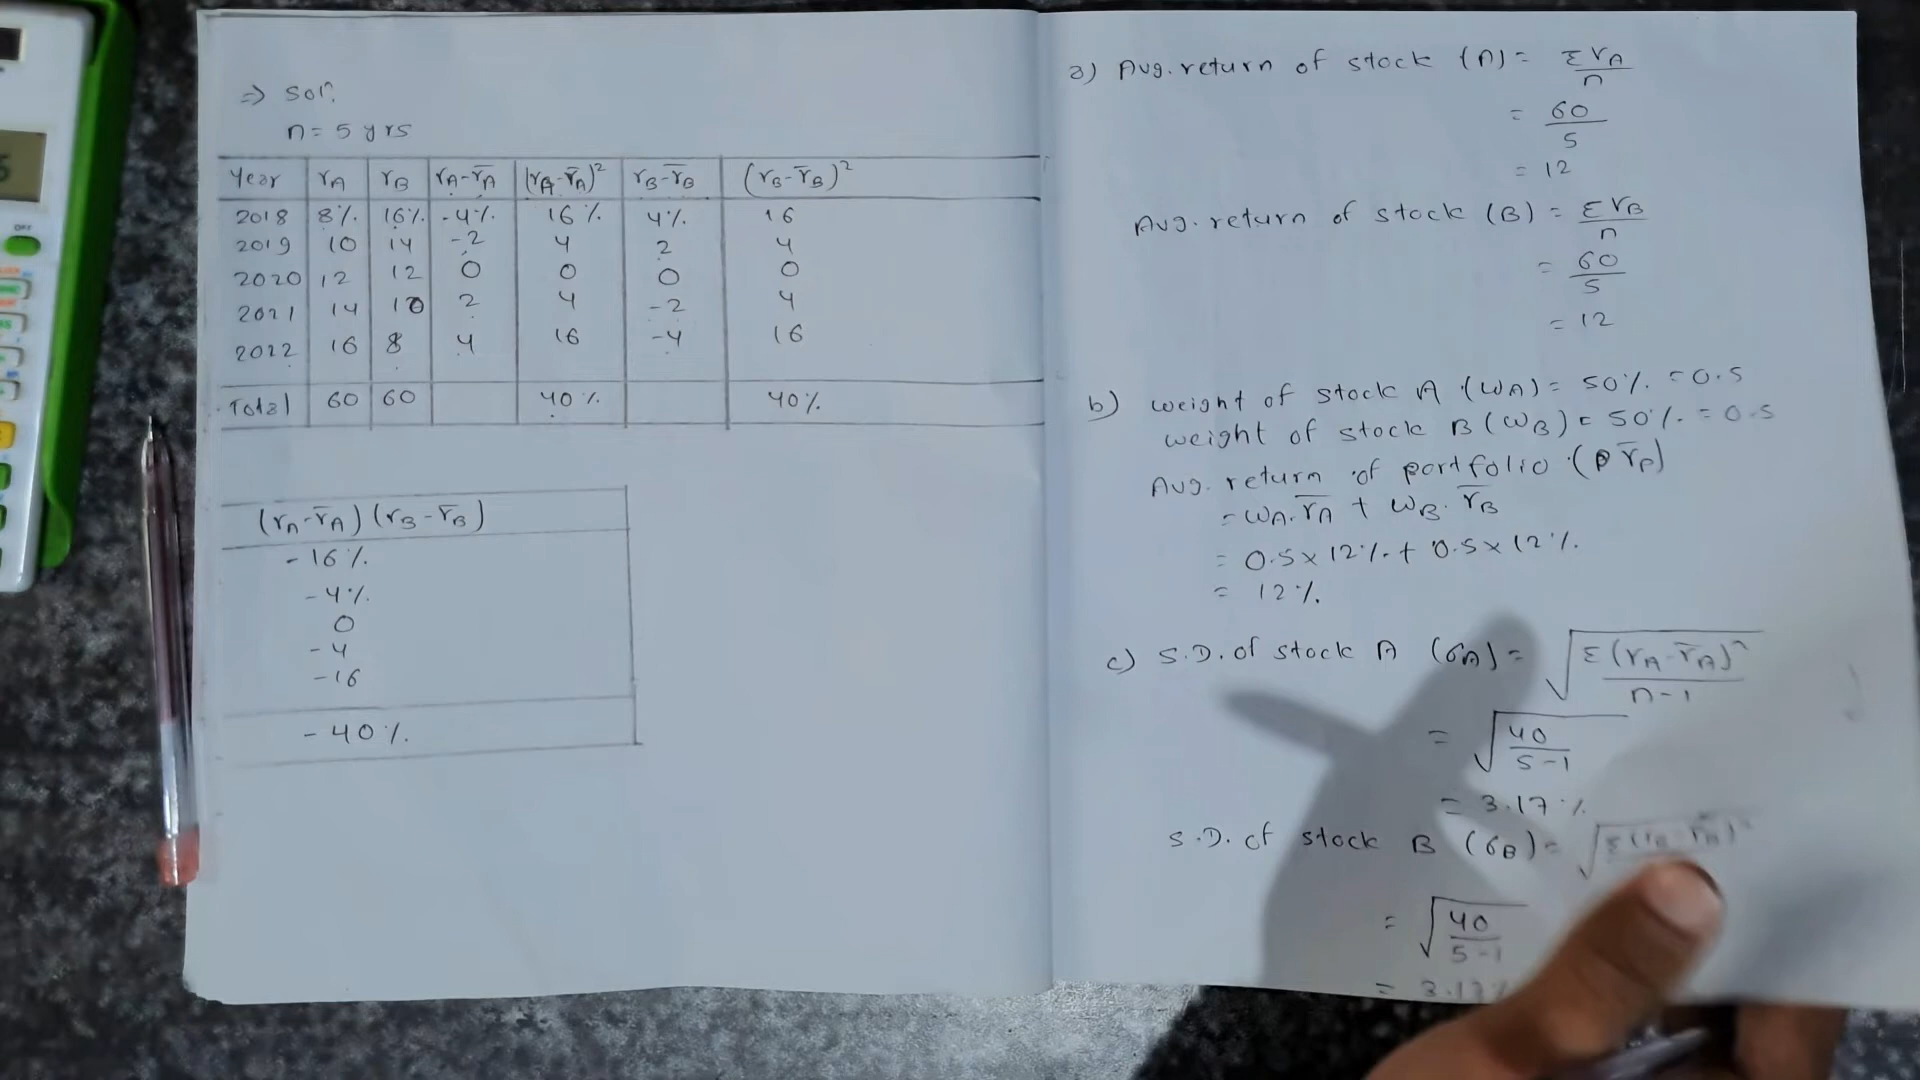 => Soln.
n = 5 yrs
Year rA rB rA-r̄A (rA-r̄A)² rB-r̄B (rB-r̄B)²
2018 8% 16% -4% 16% 4% 16
2019 10 14 -2 4 2 4
2020 12 12 0 0 0 0
2021 14 10 2 4 -2 4
2022 16 8 4 16 -4 16
Total 60 60 40% 40%
(rA-r̄A) (rB-r̄B)
-16%
-4%
0
-4
-16
-40%
a) Avg. return of stock (A) = ΣrA/n
= 60/5
= 12
Avg. return of stock (B) = ΣrB/n
= 60/5
= 12
b) weight of stock A (wA) = 50% = 0.5
weight of stock B (wB) = 50% = 0.5
Avg. return of portfolio (r̄p)
= wA. r̄A + wB. r̄B
= 0.5 x 12% + 0.5 x 12%
= 12%
c) S.D. of stock A (σA) = √(Σ(rA-r̄A)²/n-1)
= √(40/5-1)
= 3.17%
S.D. of stock B (σB) =
= √(40/5-1)
= 3.17%
OFF